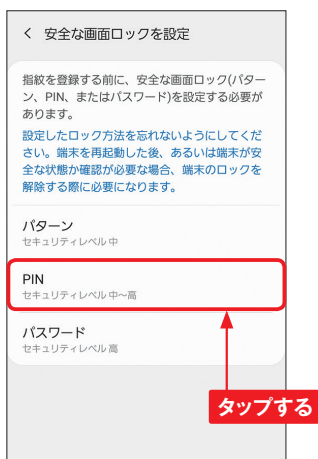 < 安全な画面ロックを設定
指紋を登録する前に、安全な画面ロック(パター
ン、PIN、またはパスワード)を設定する必要が
あります。
設定したロック方法を忘れないようにしてくだ
さい。端末を再起動した後、あるいは端末が安
全な状態か確認が必要な場合、端末のロックを
解除する際に必要になります。
パターン
セキュリティレベル 中
PIN
セキュリティレベル 中~高
パスワード
セキュリティレベル 高
タップする